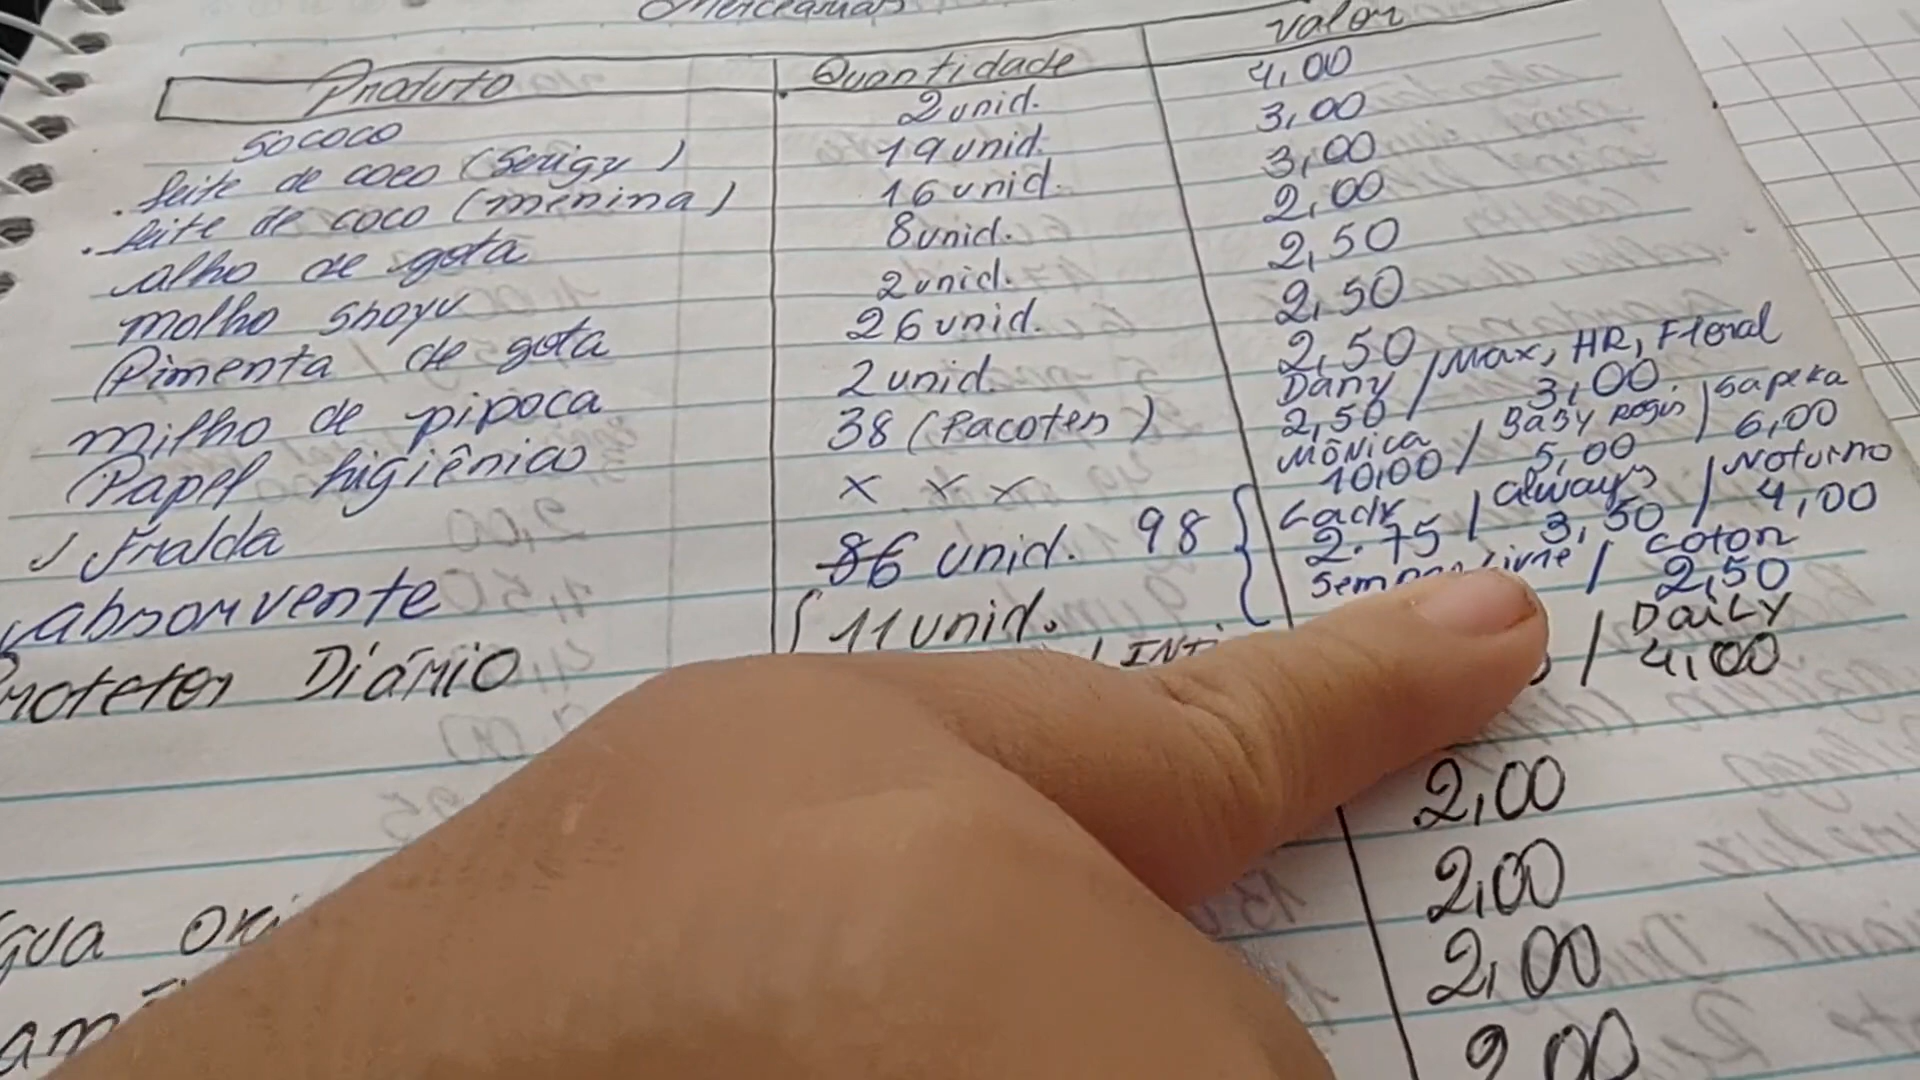 Mercearias
Produto Quantidade Valor
Sococo 2 unid. 4,00
. leite de coco (Serigy) 19 unid. 3,00
. leite de coco (menina) 16 unid. 3,00
alho de gota 8 unid. 2,00
molho shoyu 2 unid. 2,50
Pimenta / de gota 26 unid. 2,50
milho de pipoca 2 unid. 2,50
Papel higiênico 38 (Pacotes) Dany / Max, HR, Floral
2,50 / 3,00.
Fralda x x x Mônica / Baby / Sapeka
10,00 / 5,00 6,00
absorvente 86 unid. 98 { Lady / always / Noturno
2.75 3,50 4,00
/ Coton
2,50
Protetor Diário 11 unid. / DaiLY
4,00
2,00
2,00
2,00
2,00